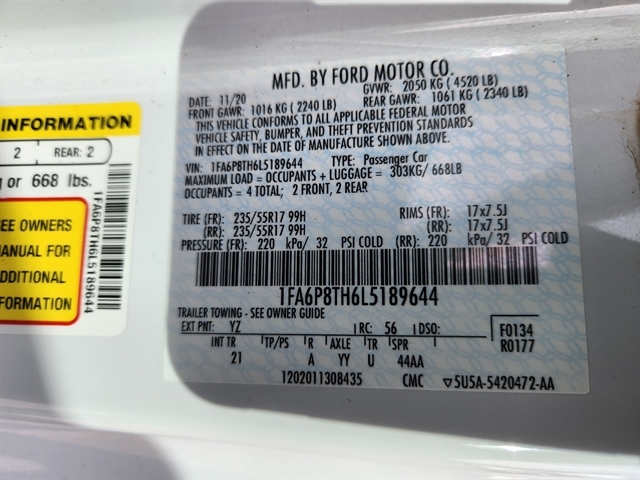 INFORMATION
2 REAR: 2
or 668 lbs.
SEE OWNERS
MANUAL FOR
ADDITIONAL
INFORMATION
1FA6P8TH6L5189644
MFD. BY FORD MOTOR CO.
DATE: 11/20 GVWR: 2050 KG ( 4520 LB)
FRONT GAWR: 1016 KG ( 2240 LB) REAR GAWR: 1061 KG ( 2340 LB)
THIS VEHICLE CONFORMS TO ALL APPLICABLE FEDERAL MOTOR
VEHICLE SAFETY, BUMPER, AND THEFT PREVENTION STANDARDS
IN EFFECT ON THE DATE OF MANUFACTURE SHOWN ABOVE.
VIN: 1FA6P8TH6L5189644 TYPE: Passenger Car
MAXIMUM LOAD = OCCUPANTS + LUGGAGE = 303KG/ 668LB
OCCUPANTS = 4 TOTAL; 2 FRONT, 2 REAR
TIRE (FR): 235/55R17 99H RIMS (FR): 17x7.5J
(RR): 235/55R17 99H (RR): 17x7.5J
PRESSURE (FR): 220 kPa/ 32 PSI COLD (RR): 220 kPa/ 32 PSI COLD
1FA6P8TH6L5189644
TRAILER TOWING - SEE OWNER GUIDE
EXT PNT: YZ RC: 56 DSO: F0134
INT TR TP/PS R AXLE TR SPR R0177
21 A YY U 44AA
1202011308435 CMC ▽5U5A-5420472-AA